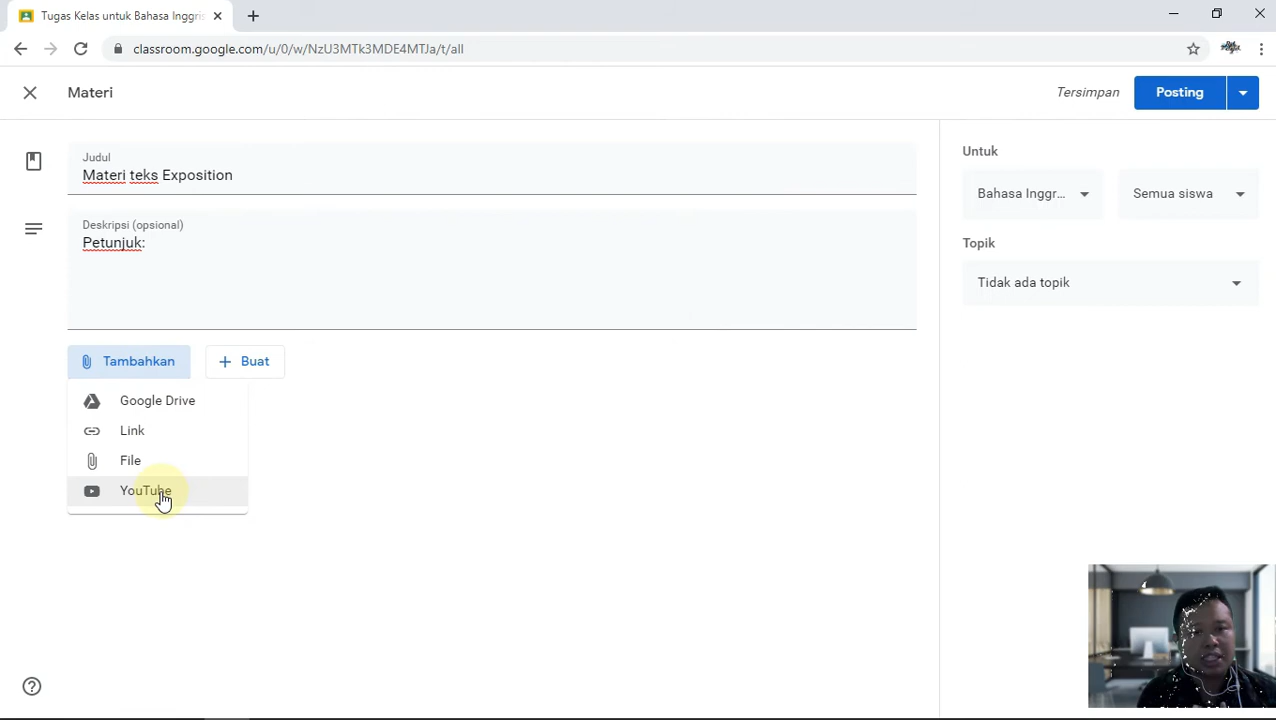 Tugas Kelas untuk Bahasa Inggris
classroom.google.com/u/0/w/NzU3MTk3MDE4MTJa/t/all
Materi
Tersimpan
Posting
Judul
Materi teks Exposition
Deskripsi (opsional)
Petunjuk:
Tambahkan
Buat
Google Drive
Link
File
YouTube
Untuk
Bahasa Inggr...
Semua siswa
Topik
Tidak ada topik